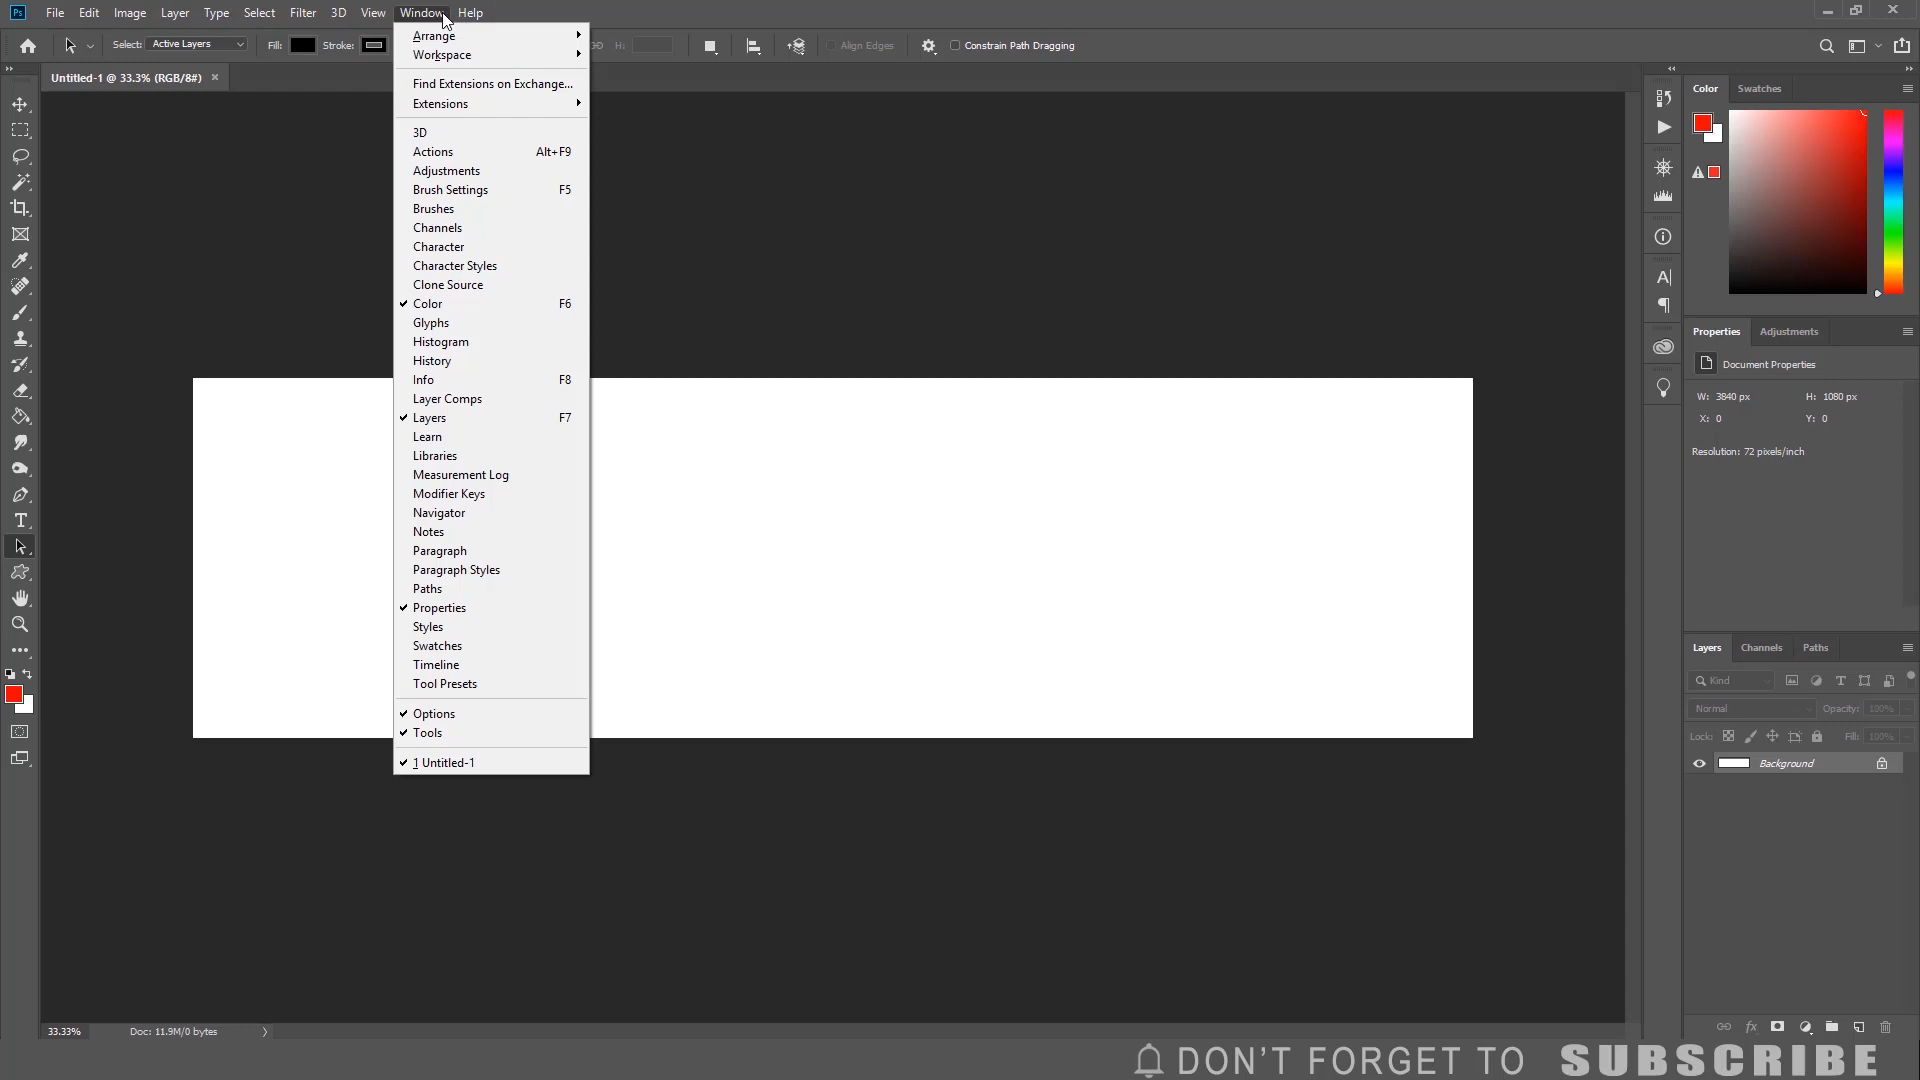 Ps File Edit Image Layer Type Select Filter 3D View Window Help
Select: Active Layers Fill: Stroke: H: Align Edges Constrain Path Dragging
Untitled-1 @ 33.3% (RGB/8#) ×
Arrange
Workspace
Find Extensions on Exchange...
Extensions
3D
Actions Alt+F9
Adjustments
Brush Settings F5
Brushes
Channels
Character
Character Styles
Clone Source
Color F6
Glyphs
Histogram
History
Info F8
Layer Comps
Layers F7
Learn
Libraries
Measurement Log
Modifier Keys
Navigator
Notes
Paragraph
Paragraph Styles
Paths
Properties
Styles
Swatches
Timeline
Tool Presets
Options
Tools
1 Untitled-1
Color Swatches
Properties Adjustments
Document Properties
W: 3840 px H: 1080 px
X: 0 Y: 0
Resolution: 72 pixels/inch
Layers Channels Paths
Kind
Normal Opacity: 100%
Lock: Fill: 100%
Background
fx
33.33% Doc: 11.9M/0 bytes
DON'T FORGET TO SUBSCRIBE